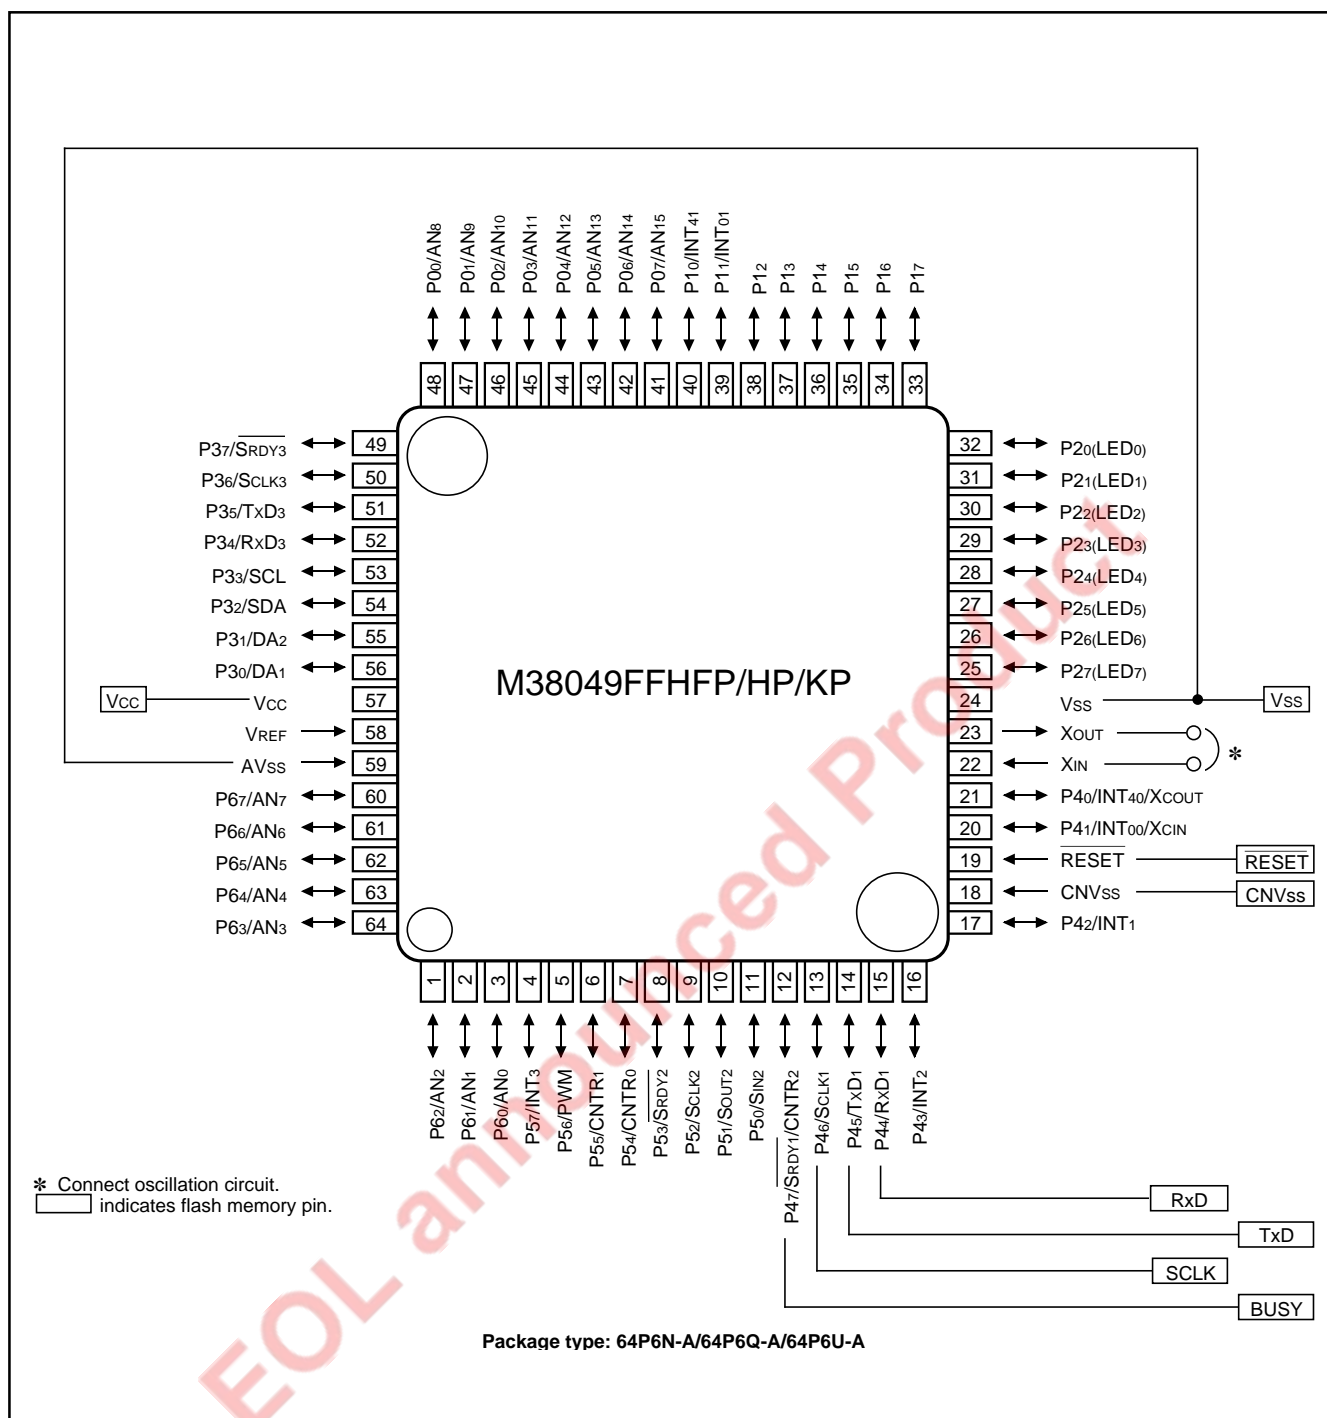 P00/AN8
P01/AN9
P02/AN10
P03/AN11
P04/AN12
P05/AN13
P06/AN14
P07/AN15
P10/INT41
P11/INT01
P12
P13
P14
P15
P16
P17
48 47 46 45 44 43 42 41 40 39 38 37 36 35 34 33
P37/SRDY3 49
P36/SCLK3 50
P35/TxD3 51
P34/RxD3 52
P33/SCL 53
P32/SDA 54
P31/DA2 55
P30/DA1 56
Vcc Vcc 57
VREF 58
AVss 59
P67/AN7 60
P66/AN6 61
P65/AN5 62
P64/AN4 63
P63/AN3 64
M38049FFHFP/HP/KP
32 P20(LED0)
31 P21(LED1)
30 P22(LED2)
29 P23(LED3)
28 P24(LED4)
27 P25(LED5)
26 P26(LED6)
25 P27(LED7)
24 Vss Vss
23 XOUT
22 XIN *
21 P40/INT40/XCOUT
20 P41/INT00/XCIN
19 RESET RESET
18 CNVss CNVss
17 P42/INT1
1 2 3 4 5 6 7 8 9 10 11 12 13 14 15 16
P62/AN2
P61/AN1
P60/AN0
P57/INT3
P56/PWM
P55/CNTR1
P54/CNTR0
P53/SRDY2
P52/SCLK2
P51/SOUT2
P50/SIN2
P47/SRDY1/CNTR2
P46/SCLK1
P45/TxD1
P44/RxD1
P43/INT2
* Connect oscillation circuit.
indicates flash memory pin.
RxD
TxD
SCLK
BUSY
Package type: 64P6N-A/64P6Q-A/64P6U-A
EOL announced Product